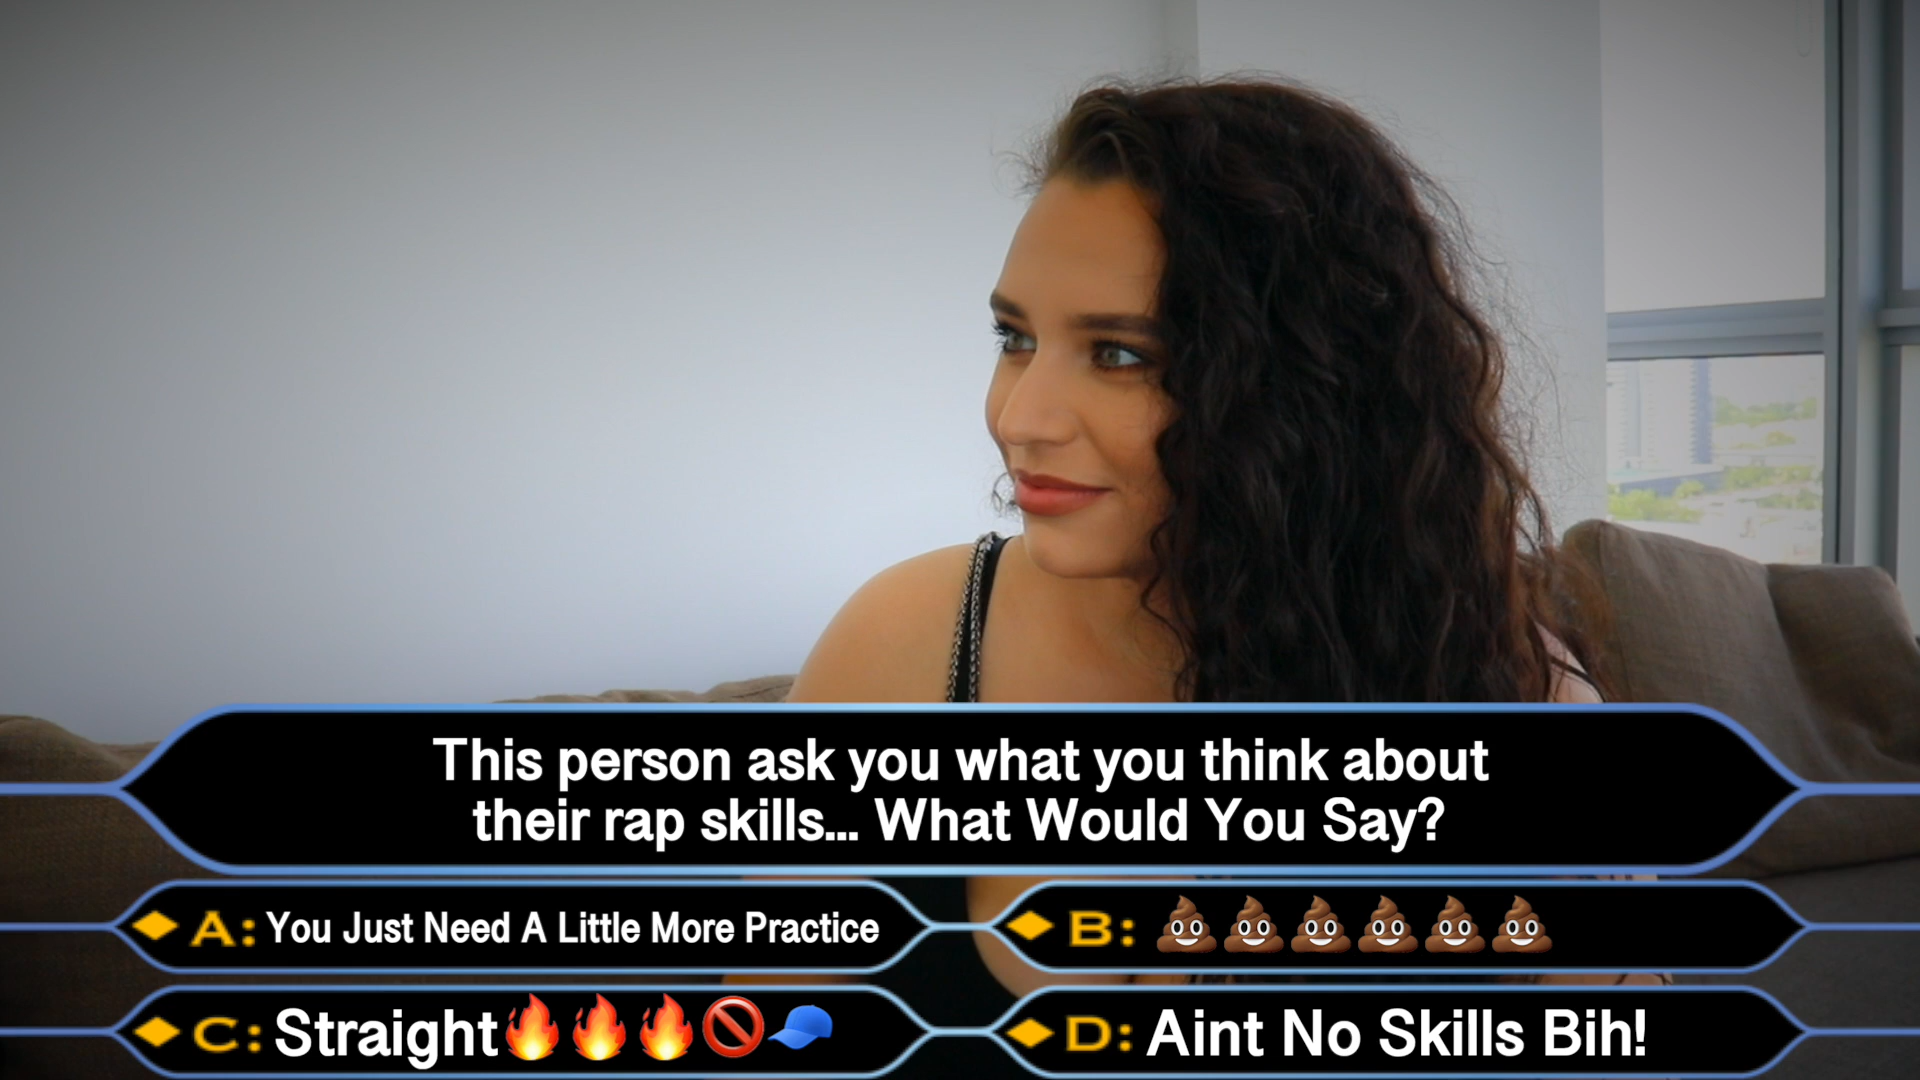 This person ask you what you think about
their rap skills... What Would You Say?
A: You Just Need A Little More Practice
B: 💩💩💩💩💩💩
C: Straight🔥🔥🔥🚫🧢
D: Aint No Skills Bih!